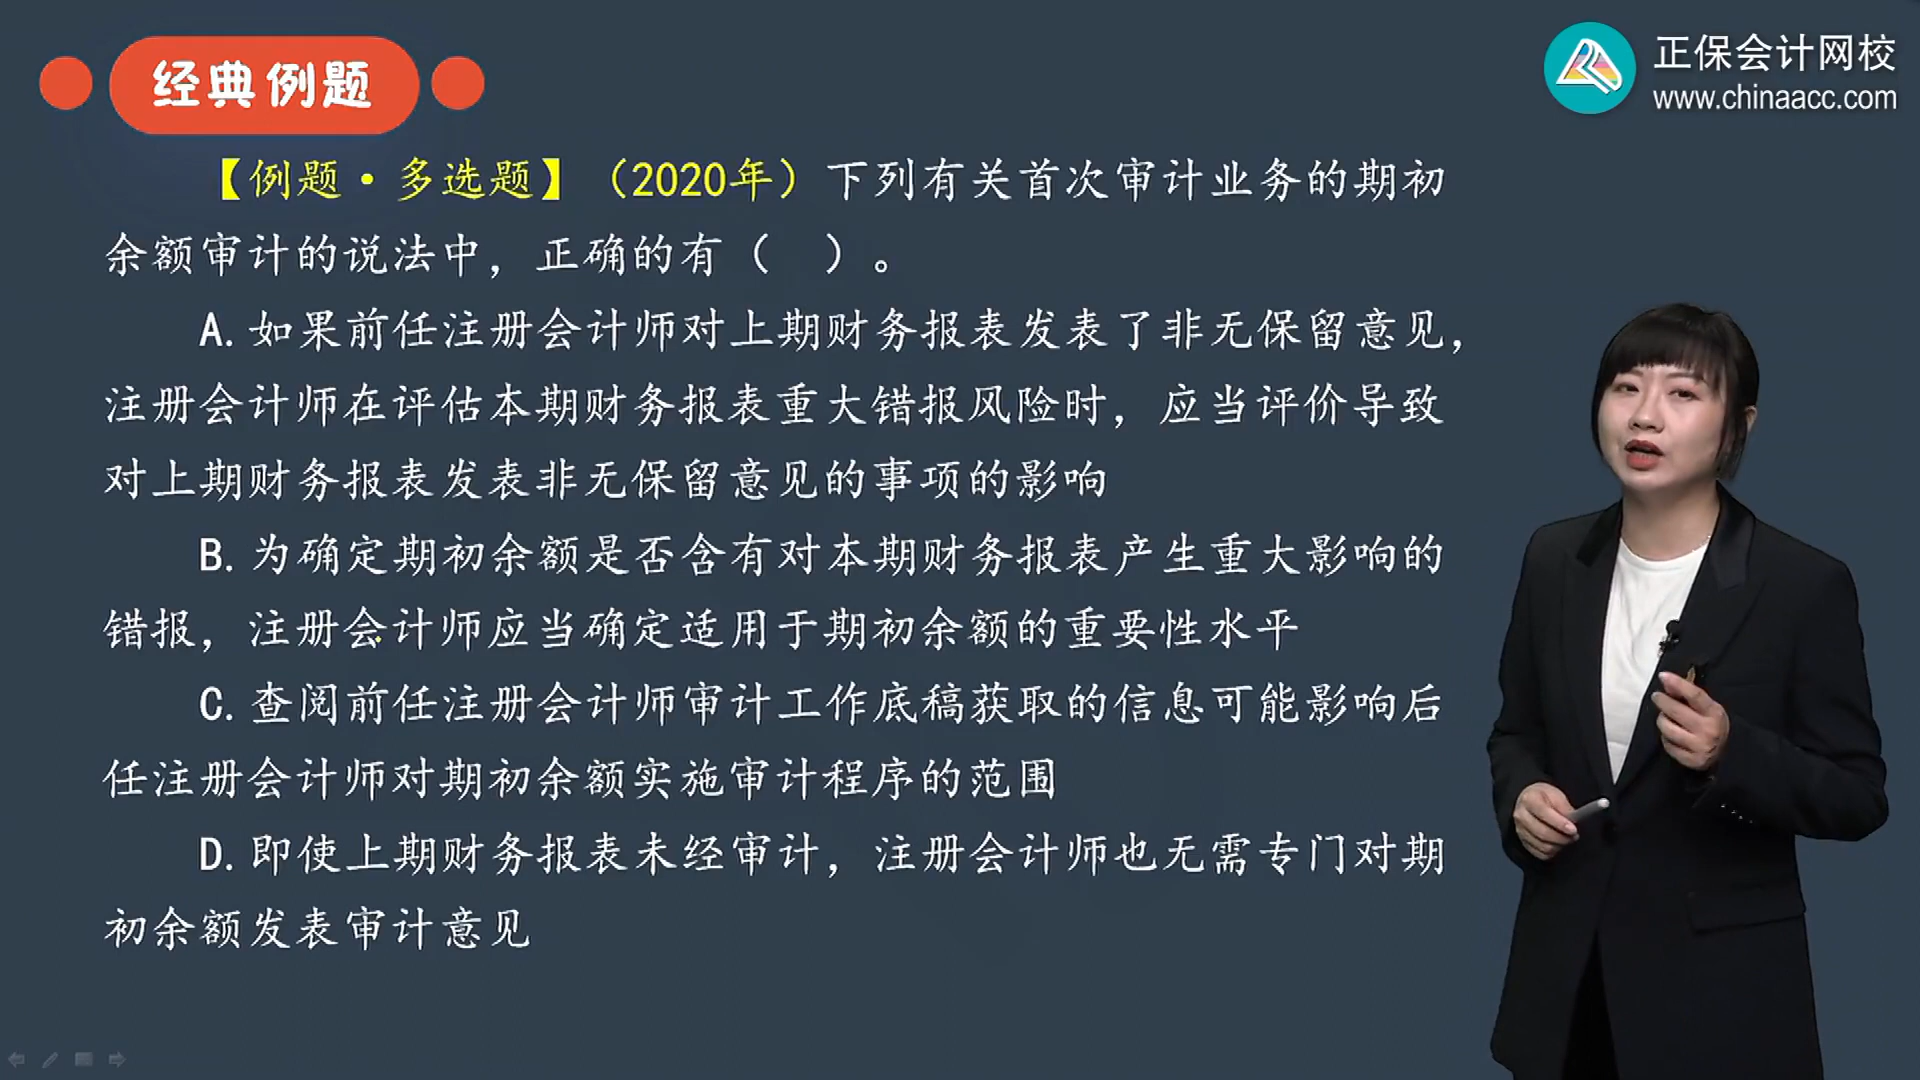 经典例题
正保会计网校
www.chinaacc.com
【例题·多选题】（2020年）下列有关首次审计业务的期初
余额审计的说法中，正确的有（　）。
A.如果前任注册会计师对上期财务报表发表了非无保留意见，
注册会计师在评估本期财务报表重大错报风险时，应当评价导致
对上期财务报表发表非无保留意见的事项的影响
B.为确定期初余额是否含有对本期财务报表产生重大影响的
错报，注册会计师应当确定适用于期初余额的重要性水平
C.查阅前任注册会计师审计工作底稿获取的信息可能影响后
任注册会计师对期初余额实施审计程序的范围
D.即使上期财务报表未经审计，注册会计师也无需专门对期
初余额发表审计意见